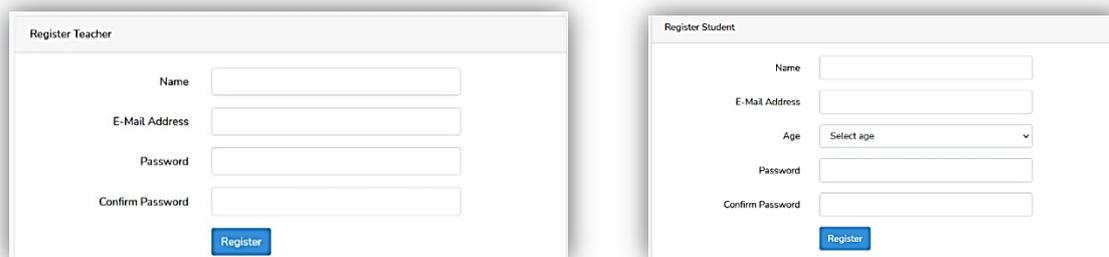 Register Teacher
Name
E-Mail Address
Password
Confirm Password
Register
Register Student
Name
E-Mail Address
Age
Select age
Password
Confirm Password
Register